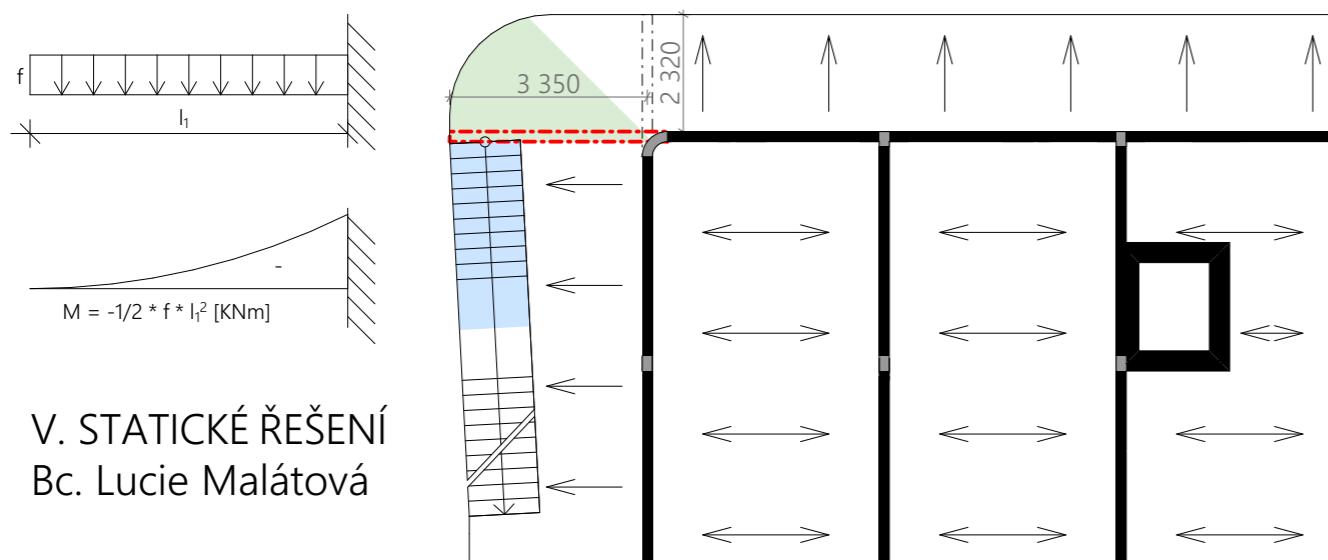 f
l₁
-
M = -1/2 * f * l₁² [KNm]
V. STATICKÉ ŘEŠENÍ
Bc. Lucie Malátová
3 350
2 320